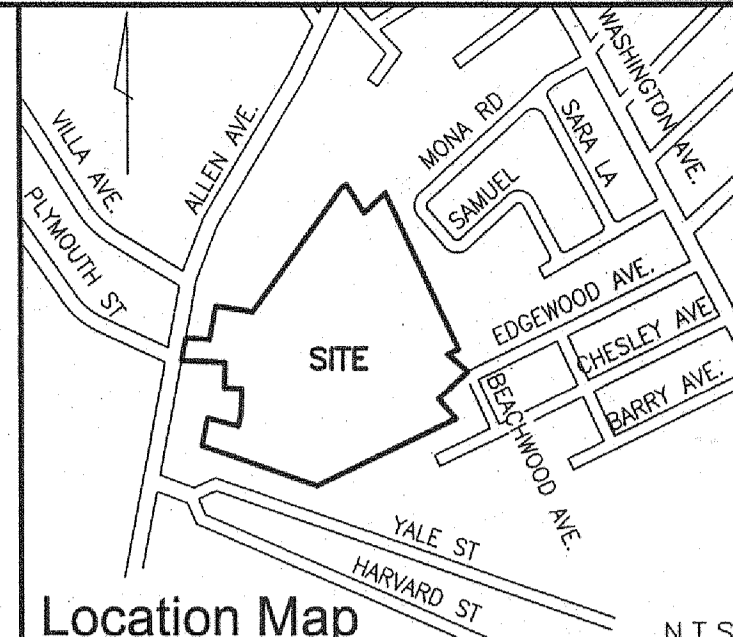 WASHINGTON AVE.
VILLA AVE.
ALLEN AVE.
MONA RD
SARA LA
PLYMOUTH ST
SAMUEL
EDGEWOOD AVE.
SITE
CHESLEY AVE
BEACHWOOD AVE.
BARRY AVE.
YALE ST
HARVARD ST
Location Map
N.T.S